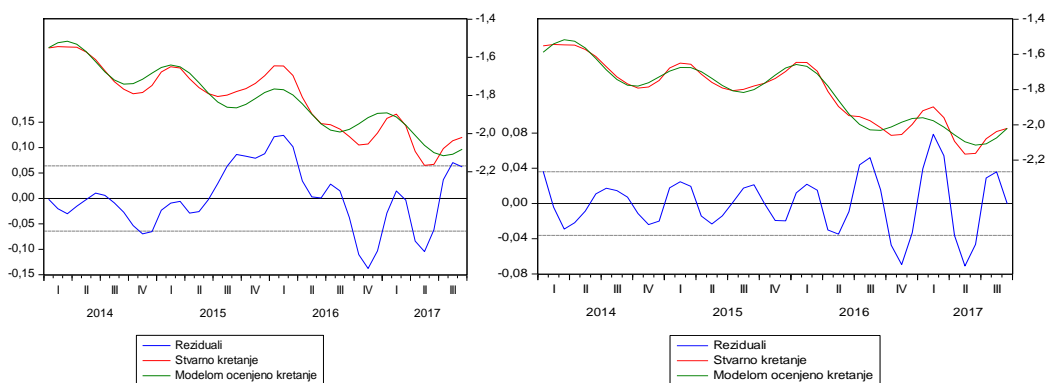 -1,4
-1,6
-1,8
-2,0
-2,2
0,15
0,10
0,05
0,00
-0,05
-0,10
-0,15
I II III IV I II III IV I II III IV I II III
2014 2015 2016 2017
Reziduali
Stvarno kretanje
Modelom ocenjeno kretanje
-1,4
-1,6
-1,8
-2,0
-2,2
0,08
0,04
0,00
-0,04
-0,08
I II III IV I II III IV I II III IV I II III
2014 2015 2016 2017
Reziduali
Stvarno kretanje
Modelom ocenjeno kretanje